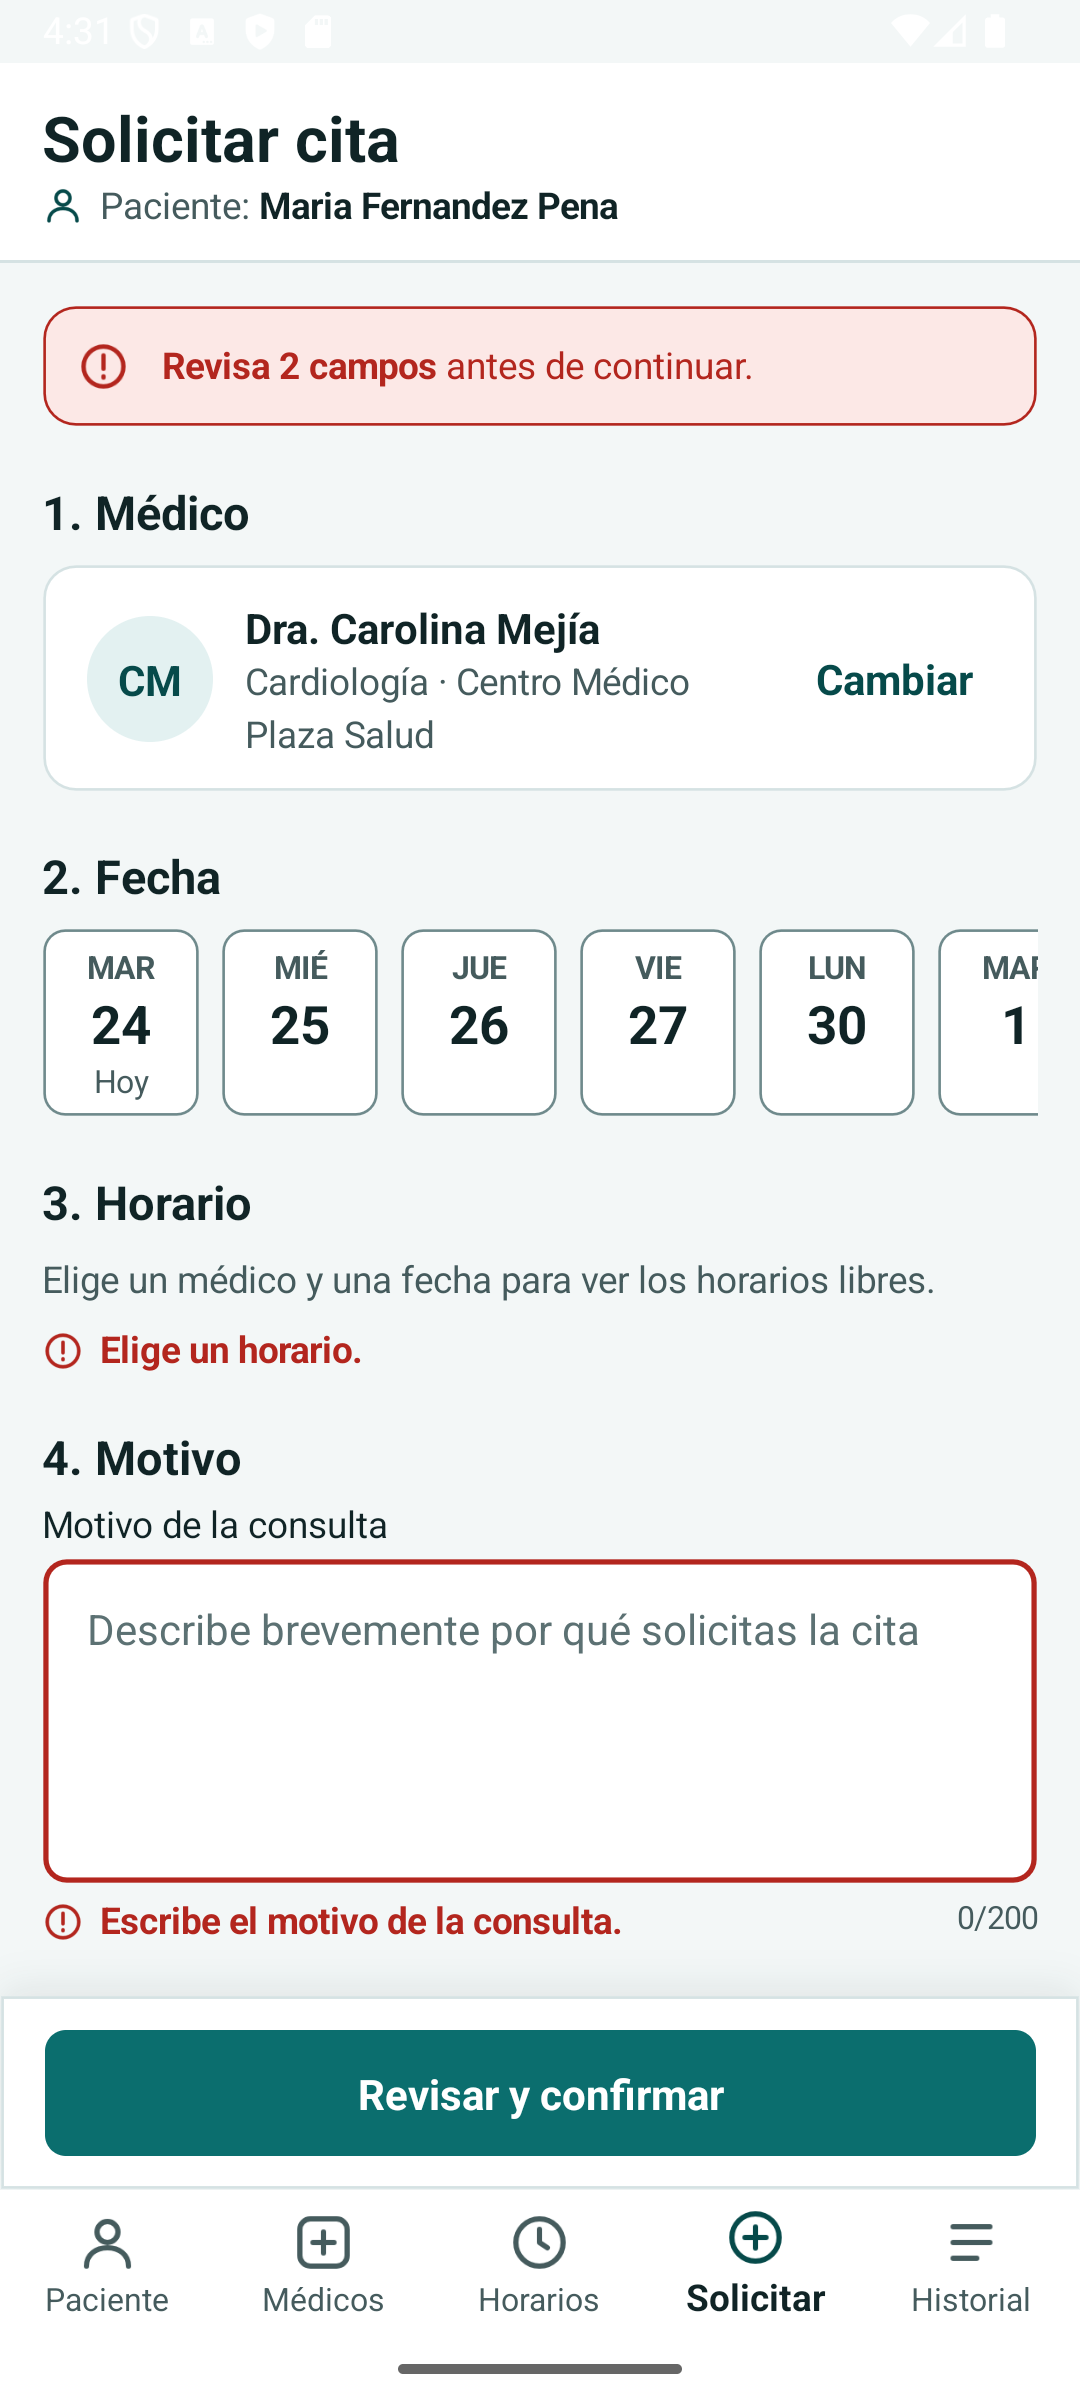 4:31
Solicitar cita
Paciente: Maria Fernandez Pena
Revisa 2 campos antes de continuar.
1. Médico
CM
Dra. Carolina Mejía
Cardiología · Centro Médico
Plaza Salud
Cambiar
2. Fecha
MAR MIÉ JUE VIE LUN
24 25 26 27 30 1
Hoy
3. Horario
Elige un médico y una fecha para ver los horarios libres.
Elige un horario.
4. Motivo
Motivo de la consulta
Describe brevemente por qué solicitas la cita
Escribe el motivo de la consulta. 0/200
Revisar y confirmar
Paciente Médicos Horarios Solicitar Historial